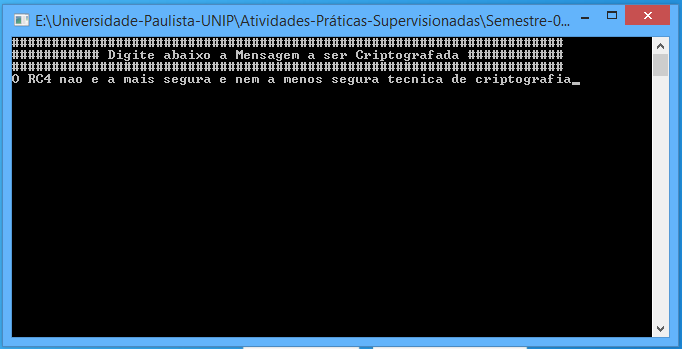 E:\Universidade-Paulista-UNIP\Atividades-Práticas-Supervisionadas\Semestre-0...
#####################################################################
########### Digite abaixo a Mensagem a ser Criptografada ############
#####################################################################
O RC4 nao e a mais segura e nem a menos segura tecnica de criptografia_